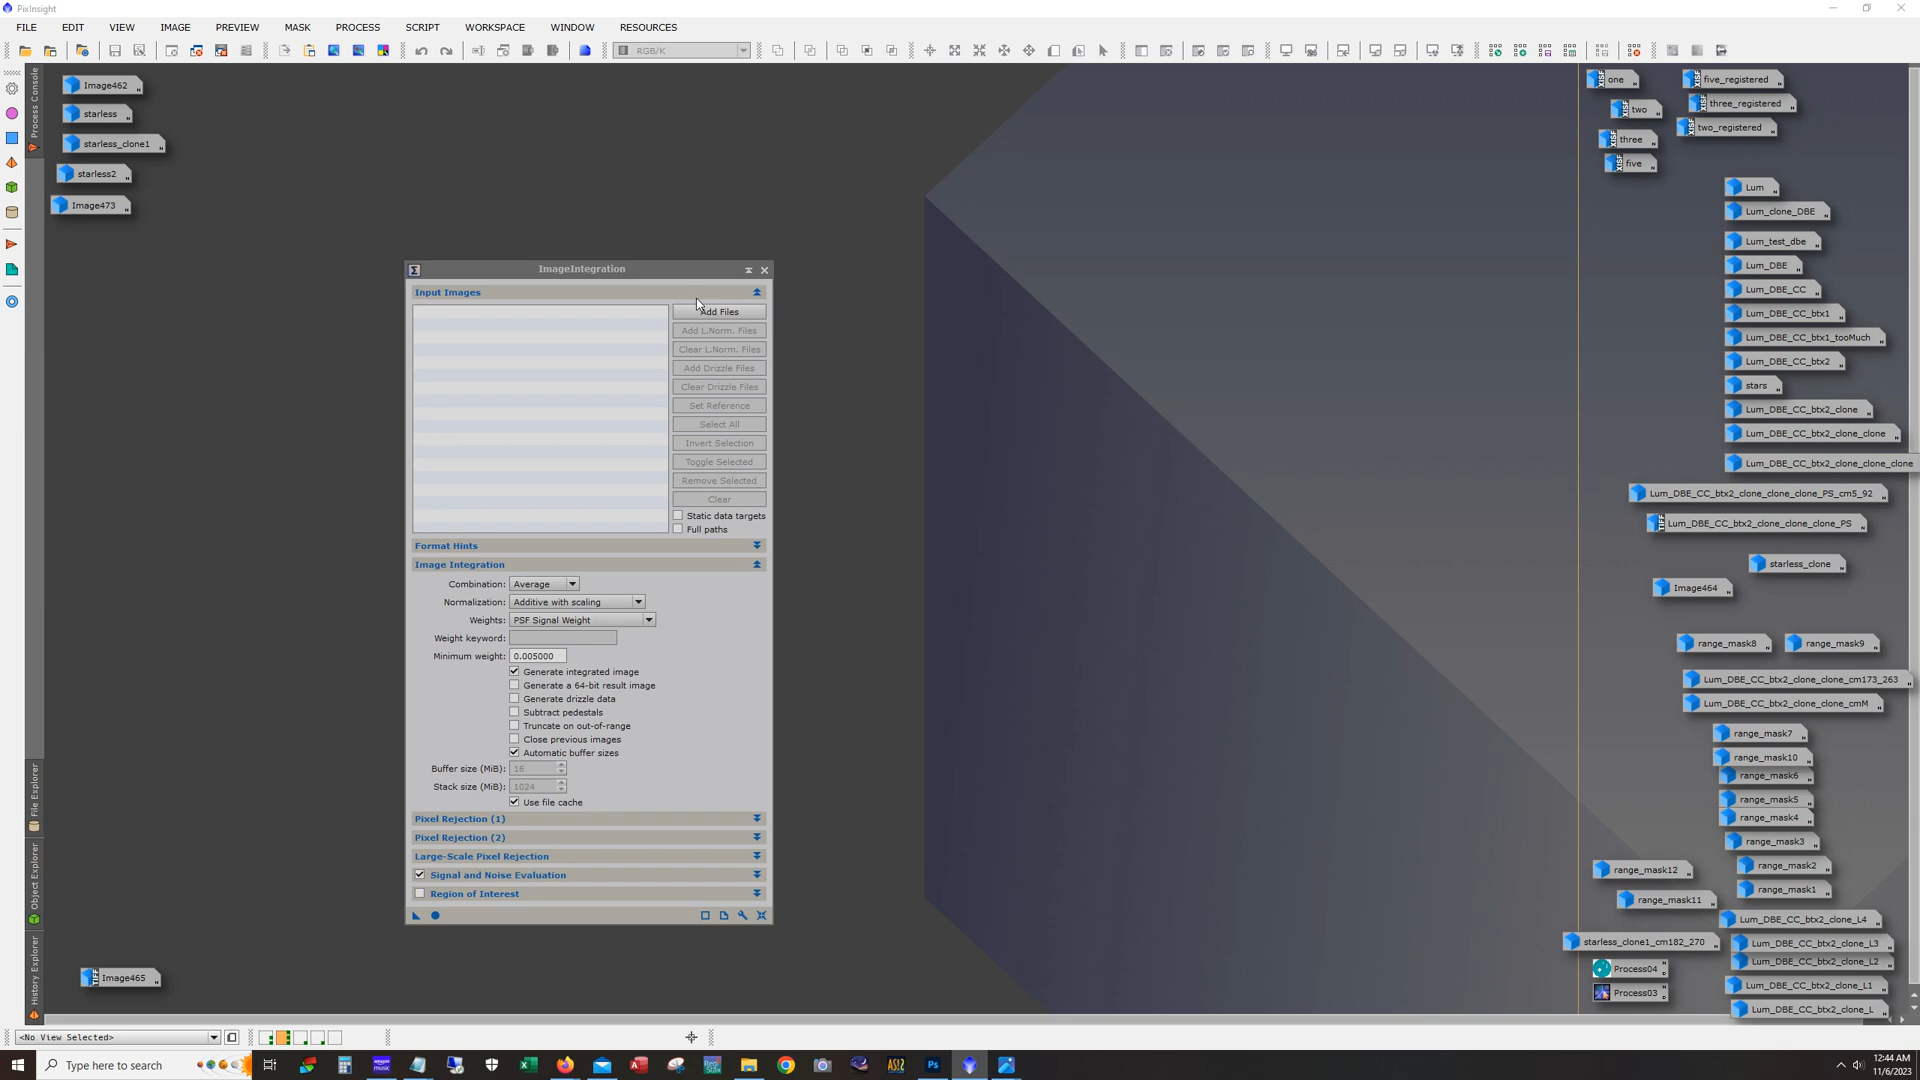 PixInsight
FILE EDIT VIEW IMAGE PREVIEW MASK PROCESS SCRIPT WORKSPACE WINDOW RESOURCES
RGB/K
Process Console
File Explorer
Object Explorer
History Explorer
Image462
starless
starless_clone1
starless2
Image473
Image465
ImageIntegration
Input Images
Add Files
Add L.Norm. Files
Clear L.Norm. Files
Add Drizzle Files
Clear Drizzle Files
Set Reference
Select All
Invert Selection
Toggle Selected
Remove Selected
Clear
Static data targets
Full paths
Format Hints
Image Integration
Combination: Average
Normalization: Additive with scaling
Weights: PSF Signal Weight
Weight keyword:
Minimum weight: 0.005000
Generate integrated image
Generate a 64-bit result image
Generate drizzle data
Subtract pedestals
Truncate on out-of-range
Close previous images
Automatic buffer sizes
Buffer size (MiB): 16
Stack size (MiB): 1024
Use file cache
Pixel Rejection (1)
Pixel Rejection (2)
Large-Scale Pixel Rejection
Signal and Noise Evaluation
Region of Interest
one
five_registered
two
three_registered
two_registered
three
five
Lum
Lum_clone_DBE
Lum_test_dbe
Lum_DBE
Lum_DBE_CC
Lum_DBE_CC_btx1
Lum_DBE_CC_btx1_tooMuch
Lum_DBE_CC_btx2
stars
Lum_DBE_CC_btx2_clone
Lum_DBE_CC_btx2_clone_clone
Lum_DBE_CC_btx2_clone_clone_clone
Lum_DBE_CC_btx2_clone_clone_clone_PS_cm5_92
Lum_DBE_CC_btx2_clone_clone_clone_PS
starless_clone
Image464
range_mask8 range_mask9
Lum_DBE_CC_btx2_clone_clone_cm173_263
Lum_DBE_CC_btx2_clone_clone_cmM
range_mask7
range_mask10
range_mask6
range_mask5
range_mask4
range_mask3
range_mask12 range_mask2
range_mask1
range_mask11
Lum_DBE_CC_btx2_clone_L4
starless_clone1_cm182_270 Lum_DBE_CC_btx2_clone_L3
Lum_DBE_CC_btx2_clone_L2
Process04
Lum_DBE_CC_btx2_clone_L1
Process03
Lum_DBE_CC_btx2_clone_L
<No View Selected>
Type here to search
12:44 AM
11/6/2023